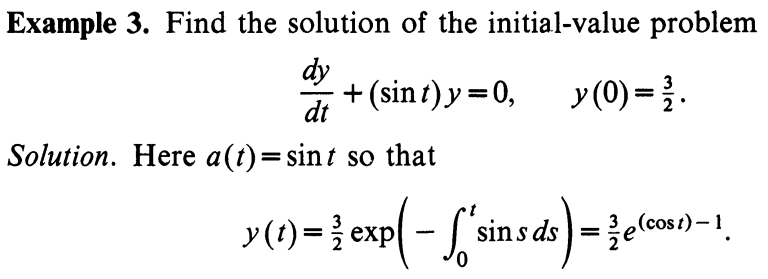 Example 3. Find the solution of the initial-value problem
dy/dt + (sin t) y = 0,   y(0) = 3/2.
Solution. Here a(t) = sin t so that
y(t) = 3/2 exp(− ∫₀ᵗ sin s ds) = 3/2 e^{(cos t) − 1}.